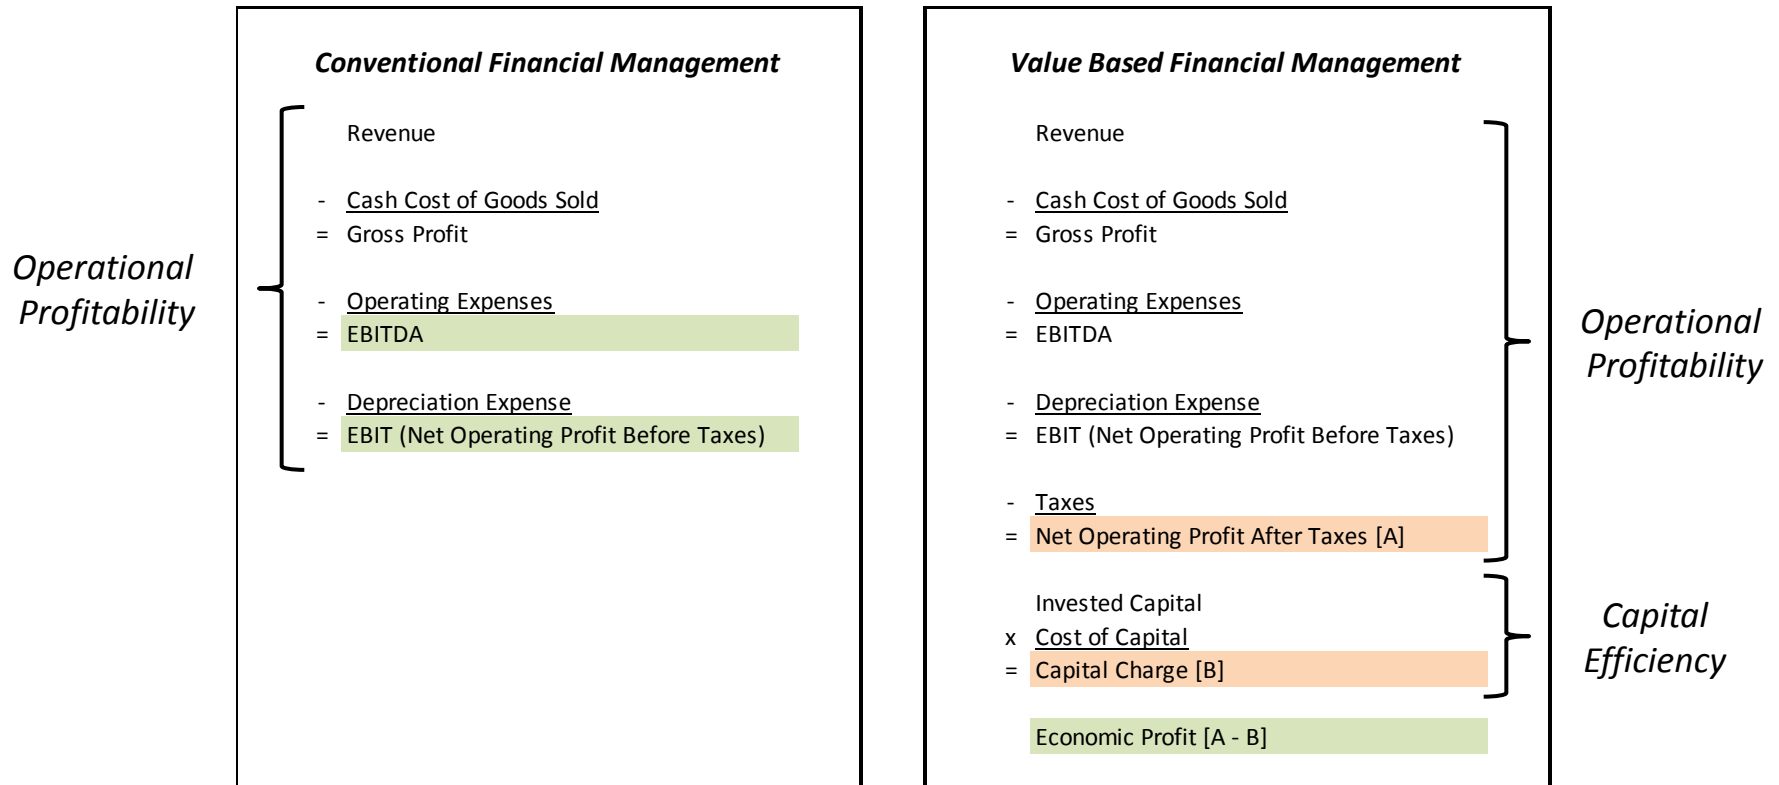 Conventional Financial Management
Operational
Profitability
Revenue
- Cash Cost of Goods Sold
= Gross Profit
- Operating Expenses
= EBITDA
- Depreciation Expense
= EBIT (Net Operating Profit Before Taxes)
Value Based Financial Management
Revenue
- Cash Cost of Goods Sold
= Gross Profit
- Operating Expenses
= EBITDA
- Depreciation Expense
= EBIT (Net Operating Profit Before Taxes)
- Taxes
= Net Operating Profit After Taxes [A]
Operational
Profitability
Invested Capital
x Cost of Capital
= Capital Charge [B]
Capital
Efficiency
Economic Profit [A - B]